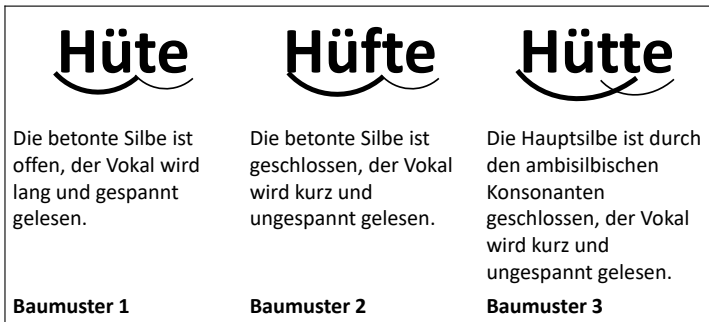 Hüte
Die betonte Silbe ist
offen, der Vokal wird
lang und gespannt
gelesen.
Baumuster 1
Hüfte
Die betonte Silbe ist
geschlossen, der Vokal
wird kurz und
ungespannt gelesen.
Baumuster 2
Hütte
Die Hauptsilbe ist durch
den ambisilbischen
Konsonanten
geschlossen, der Vokal
wird kurz und
ungespannt gelesen.
Baumuster 3